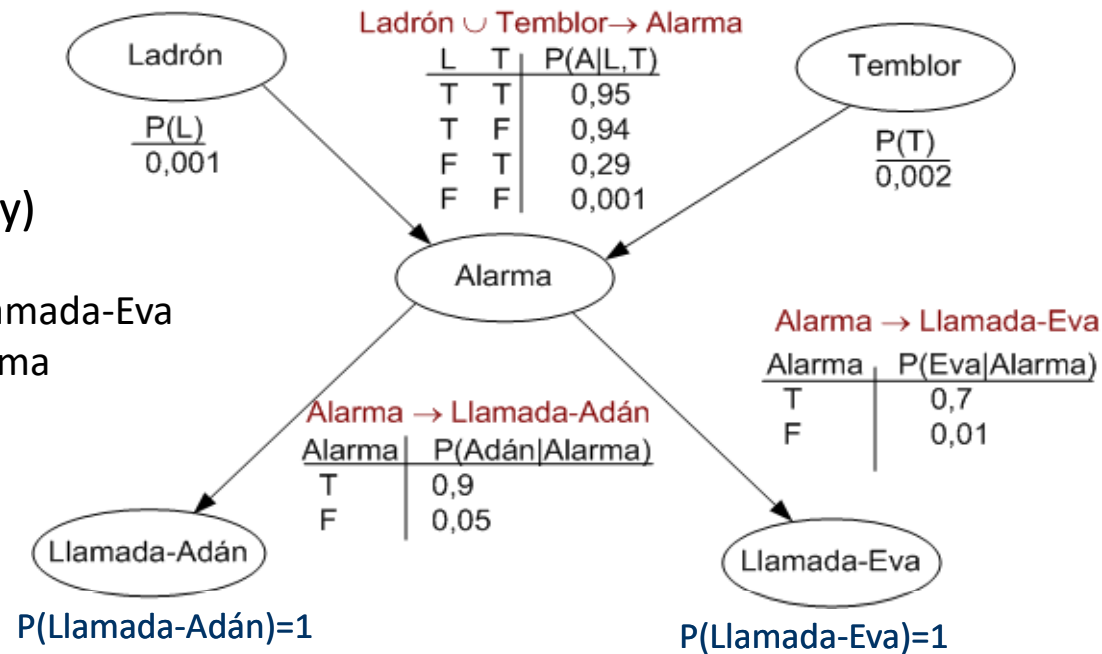 Ladrón ∪ Temblor→ Alarma
Ladrón
L T P(A|L,T)
T T 0,95
T F 0,94
F T 0,29
F F 0,001
Temblor
P(L)
0,001
P(T)
0,002
y)
Alarma
amada-Eva
ma
Alarma → Llamada-Eva
Alarma P(Eva|Alarma)
T 0,7
F 0,01
Alarma → Llamada-Adán
Alarma P(Adán|Alarma)
T 0,9
F 0,05
Llamada-Adán
Llamada-Eva
P(Llamada-Adán)=1
P(Llamada-Eva)=1